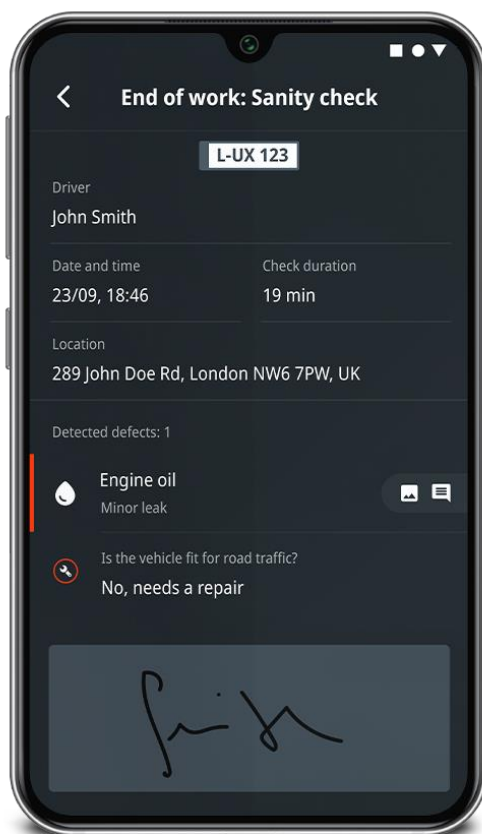 End of work: Sanity check
L-UX 123
Driver
John Smith
Date and time
Check duration
23/09, 18:46
19 min
Location
289 John Doe Rd, London NW6 7PW, UK
Detected defects: 1
Engine oil
Minor leak
Is the vehicle fit for road traffic?
No, needs a repair